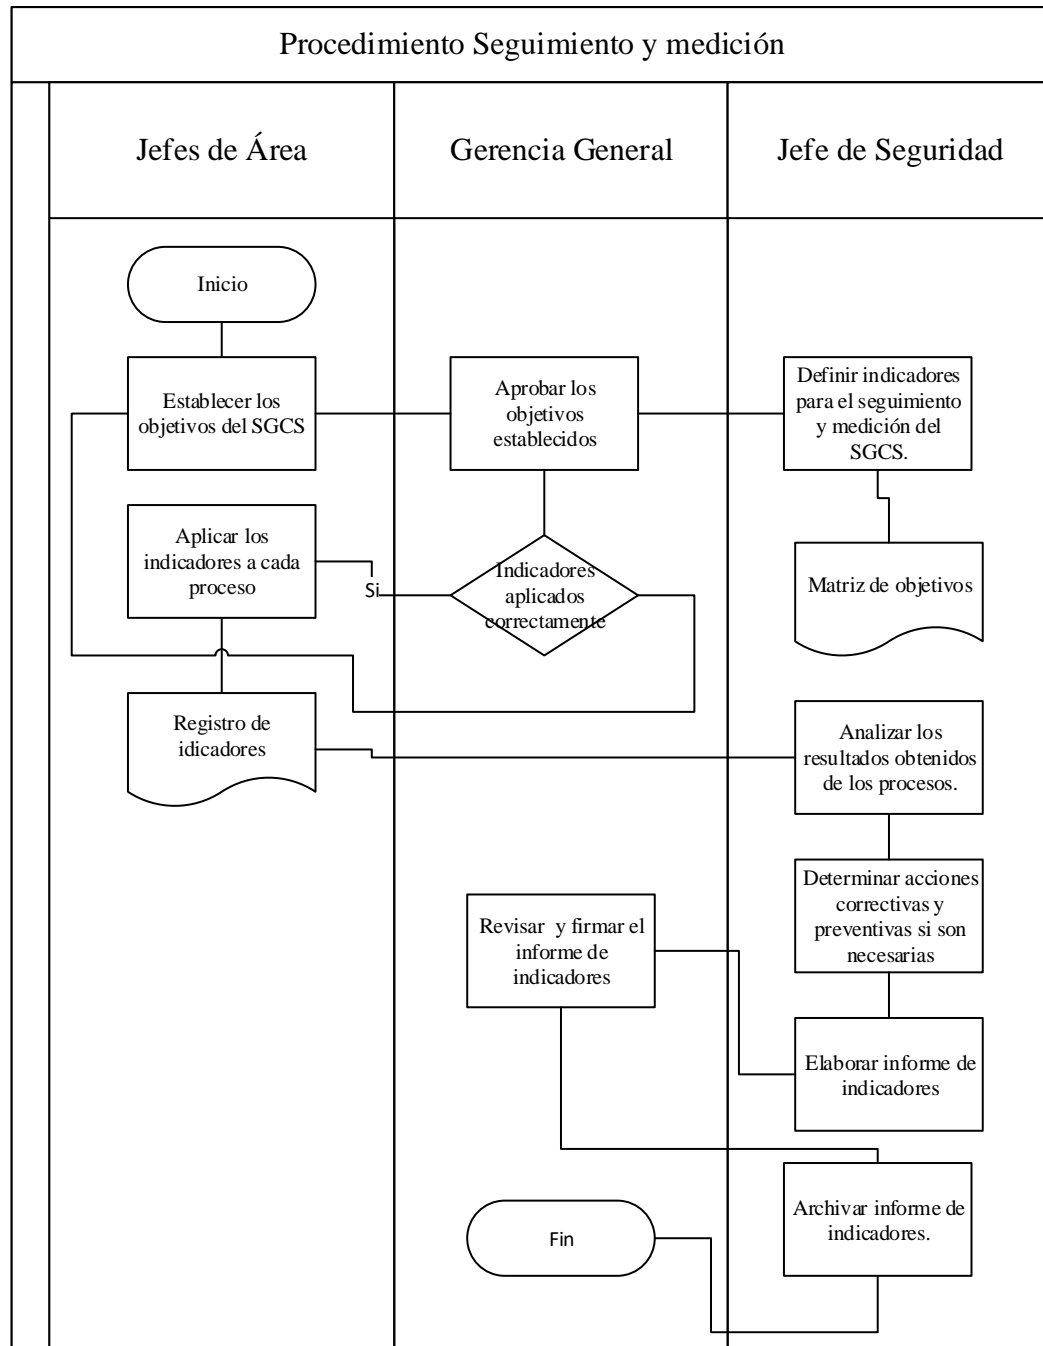 Procedimiento Seguimiento y medición
Jefes de Área
Gerencia General
Jefe de Seguridad
Inicio
Establecer los
objetivos del SGCS
Aprobar los
objetivos
establecidos
Definir indicadores
para el seguimiento
y medición del
SGCS.
Aplicar los
indicadores a cada
proceso
Si
Indicadores
aplicados
correctamente
Matriz de objetivos
Registro de
idicadores
Analizar los
resultados obtenidos
de los procesos.
Determinar acciones
correctivas y
preventivas si son
necesarias
Revisar y firmar el
informe de
indicadores
Elaborar informe de
indicadores
Archivar informe de
indicadores.
Fin